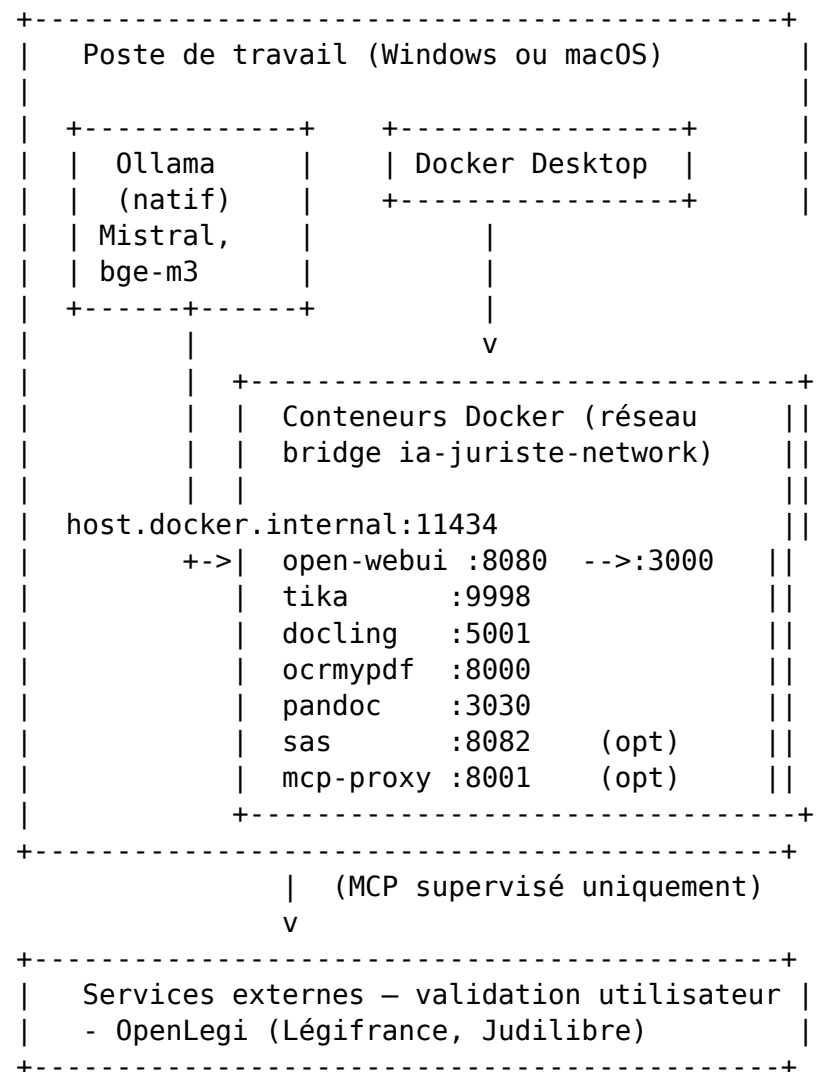 Poste de travail (Windows ou macOS)
Ollama
(natif)
Mistral,
bge-m3
Docker Desktop
v
Conteneurs Docker (réseau
bridge ia-juriste-network)
host.docker.internal:11434
+->| open-webui :8080 -->:3000
tika :9998
docling :5001
ocrmypdf :8000
pandoc :3030
sas :8082 (opt)
mcp-proxy :8001 (opt)
(MCP supervisé uniquement)
v
Services externes — validation utilisateur
- OpenLegi (Légifrance, Judilibre)